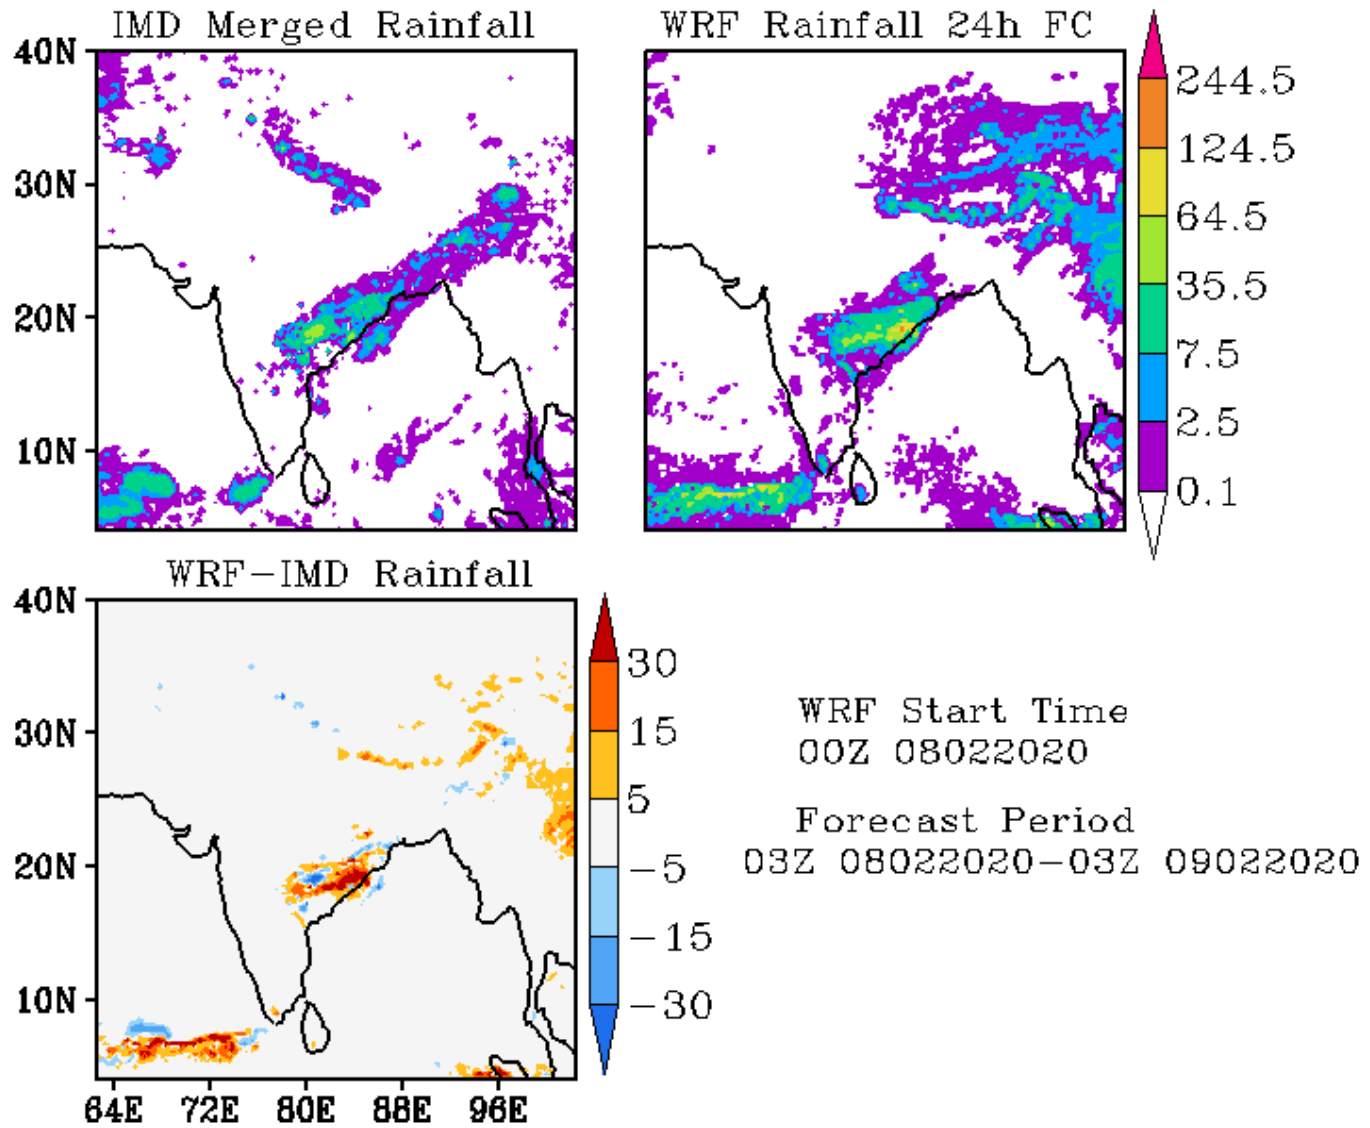 IMD Merged Rainfall
WRF Rainfall 24h FC
40N
30N
20N
10N
244.5
124.5
64.5
35.5
7.5
2.5
0.1
WRF-IMD Rainfall
40N
30N
20N
10N
64E 72E 80E 88E 96E
30
15
5
-5
-15
-30
WRF Start Time
00Z 08022020
Forecast Period
03Z 08022020-03Z 09022020